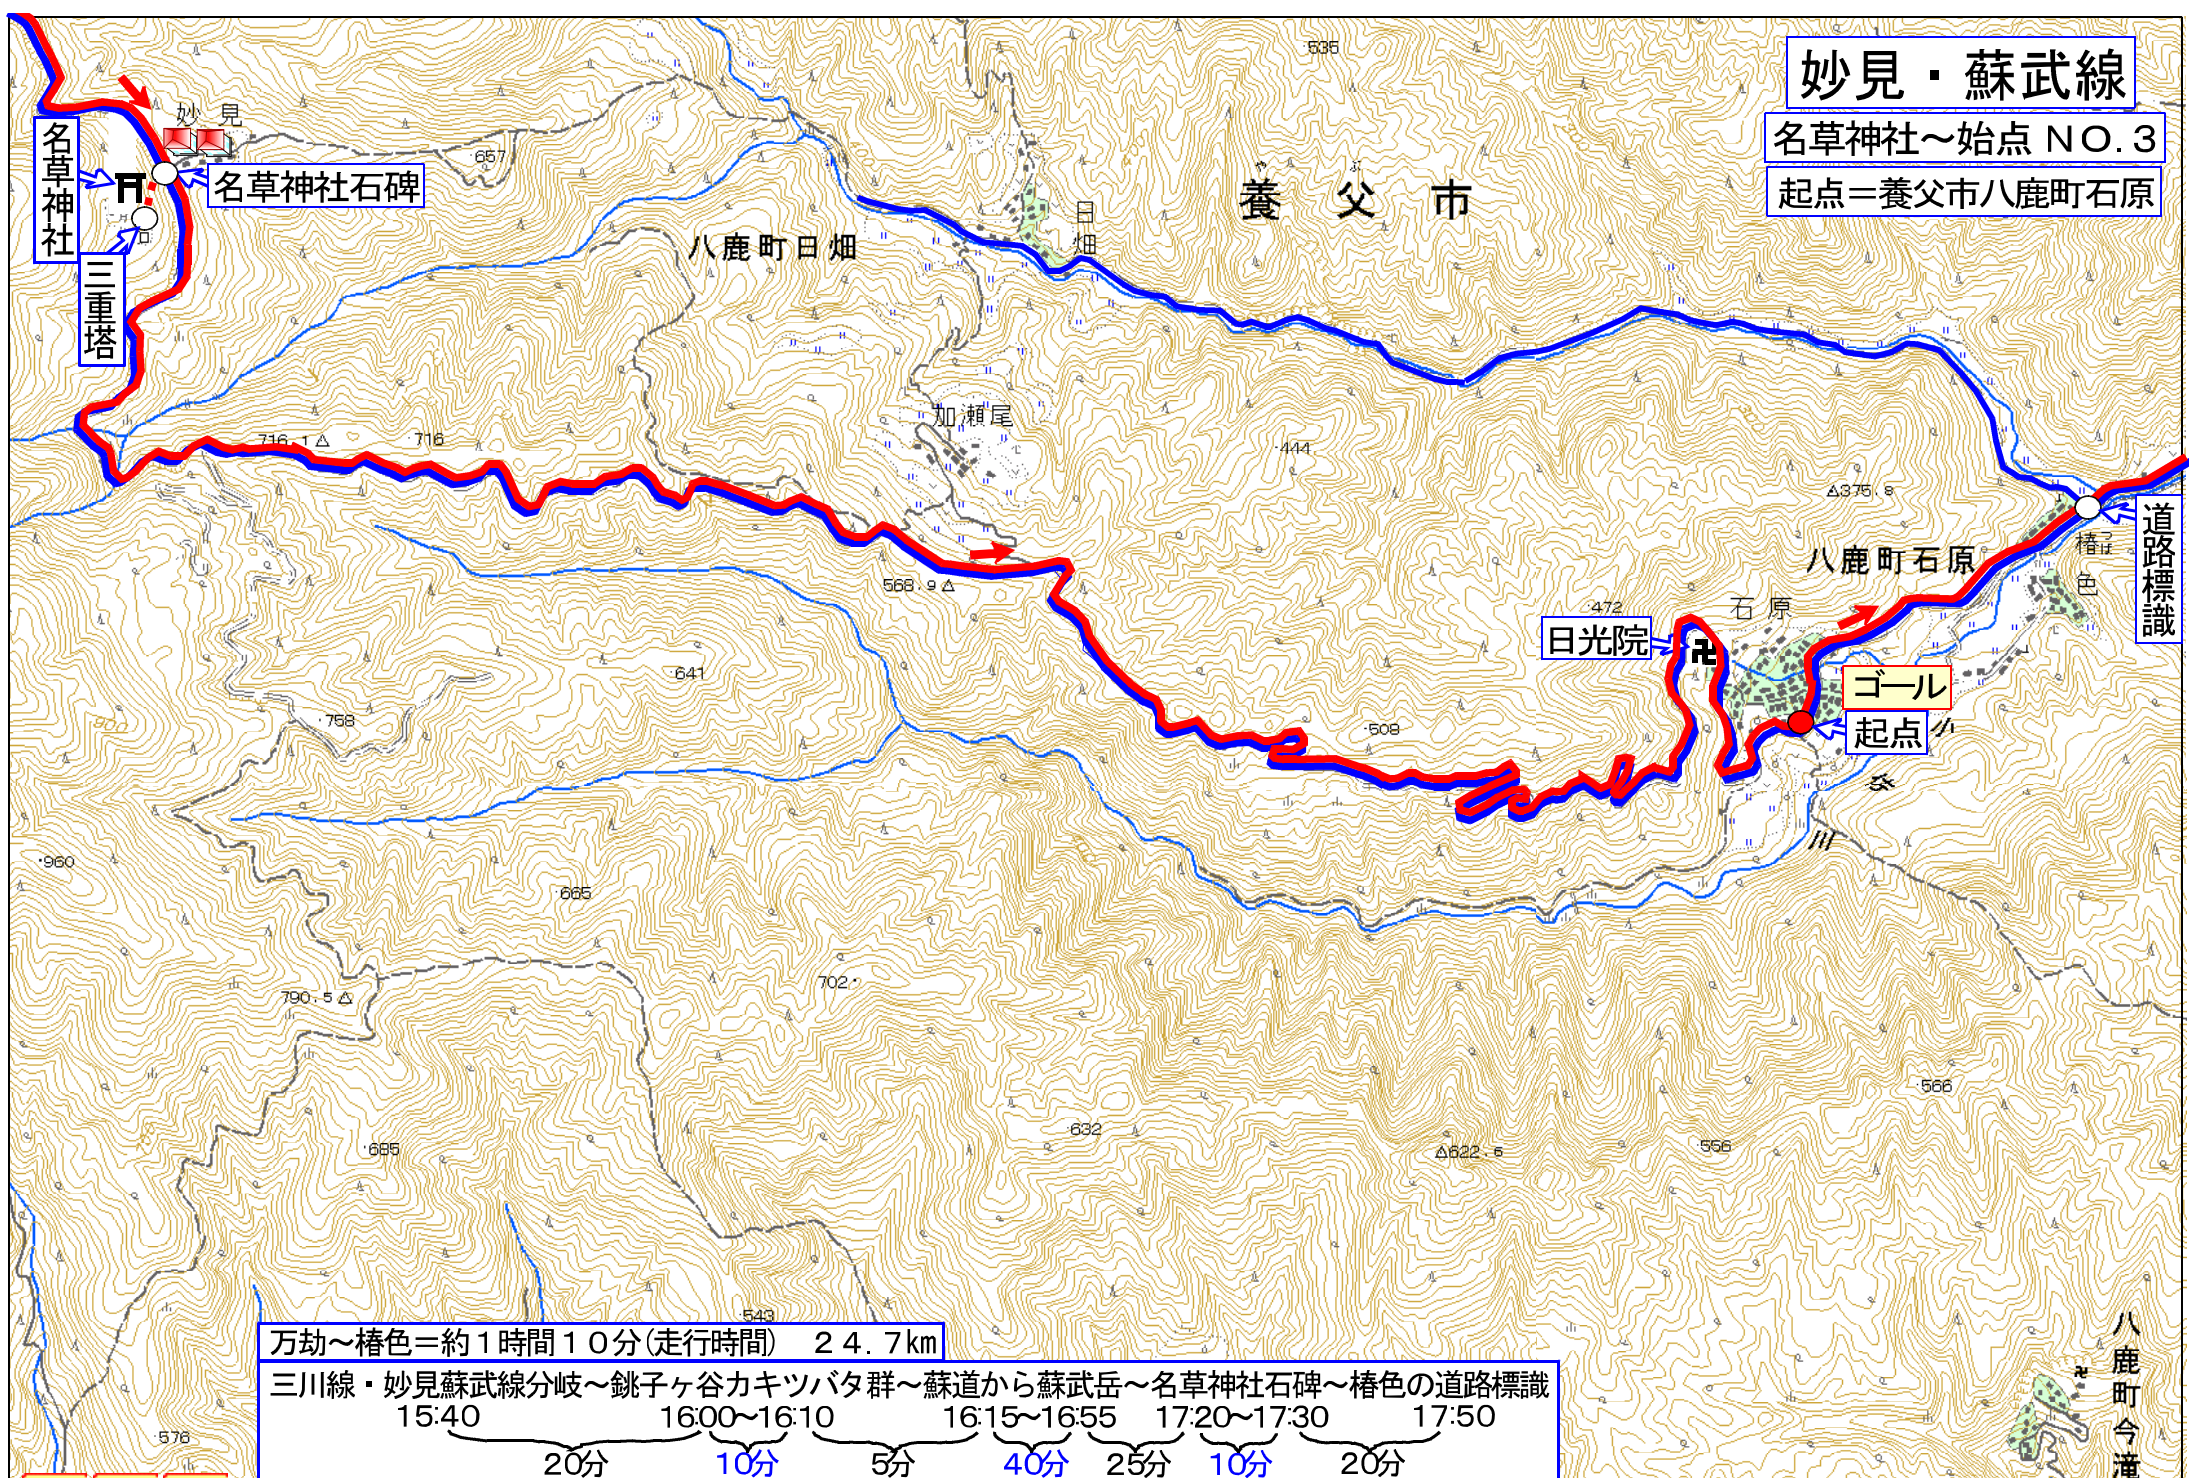 妙見・蘇武線
名草神社～始点 NO.3
起点＝養父市八鹿町石原
535
妙見
657
名草神社
名草神社石碑
三重塔
八鹿町日畑
日畑
やぶ
養父市
716.1
716
加瀬尾
444
375.8
道路標識
椿色
つば
八鹿町石原
568.9
472
石原
日光院
641
ゴール
起点
758
508
900
小佐川
960
665
400
790.5
702
566
685
632
622.6
556
543
576
八鹿町今滝
万劫～椿色＝約１時間１０分(走行時間)　２４.７㎞
三川線・妙見蘇武線分岐～銚子ヶ谷カキツバタ群～蘇道から蘇武岳～名草神社石碑～椿色の道路標識
15:40 16:00～16:10 16:15～16:55 17:20～17:30 17:50
20分 10分 5分 40分 25分 10分 20分